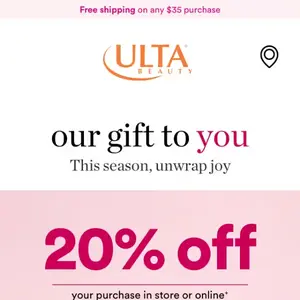 Free shipping on any $35 purchase
ULTA
BEAUTY
our gift to you
This season, unwrap joy
20% off
your purchase in store or online*